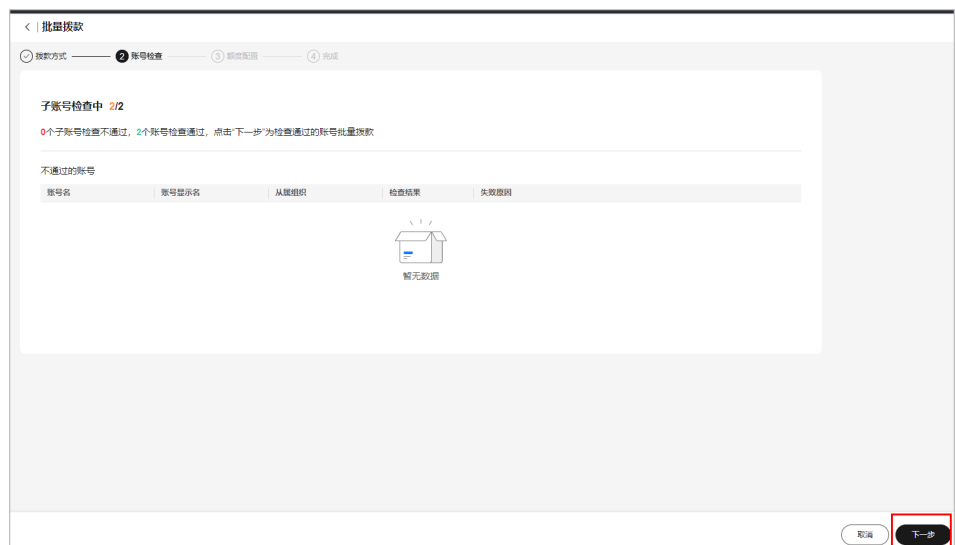 < | 批量拨款
拨款方式 2 账号检查 3 额度配置 4 完成
子账号检查中 2/2
0个子账号检查不通过，2个账号检查通过，点击“下一步”为检查通过的账号批量拨款
不通过的账号
账号名 账号显示名 从属组织 检查结果 失败原因
暂无数据
取消 下一步